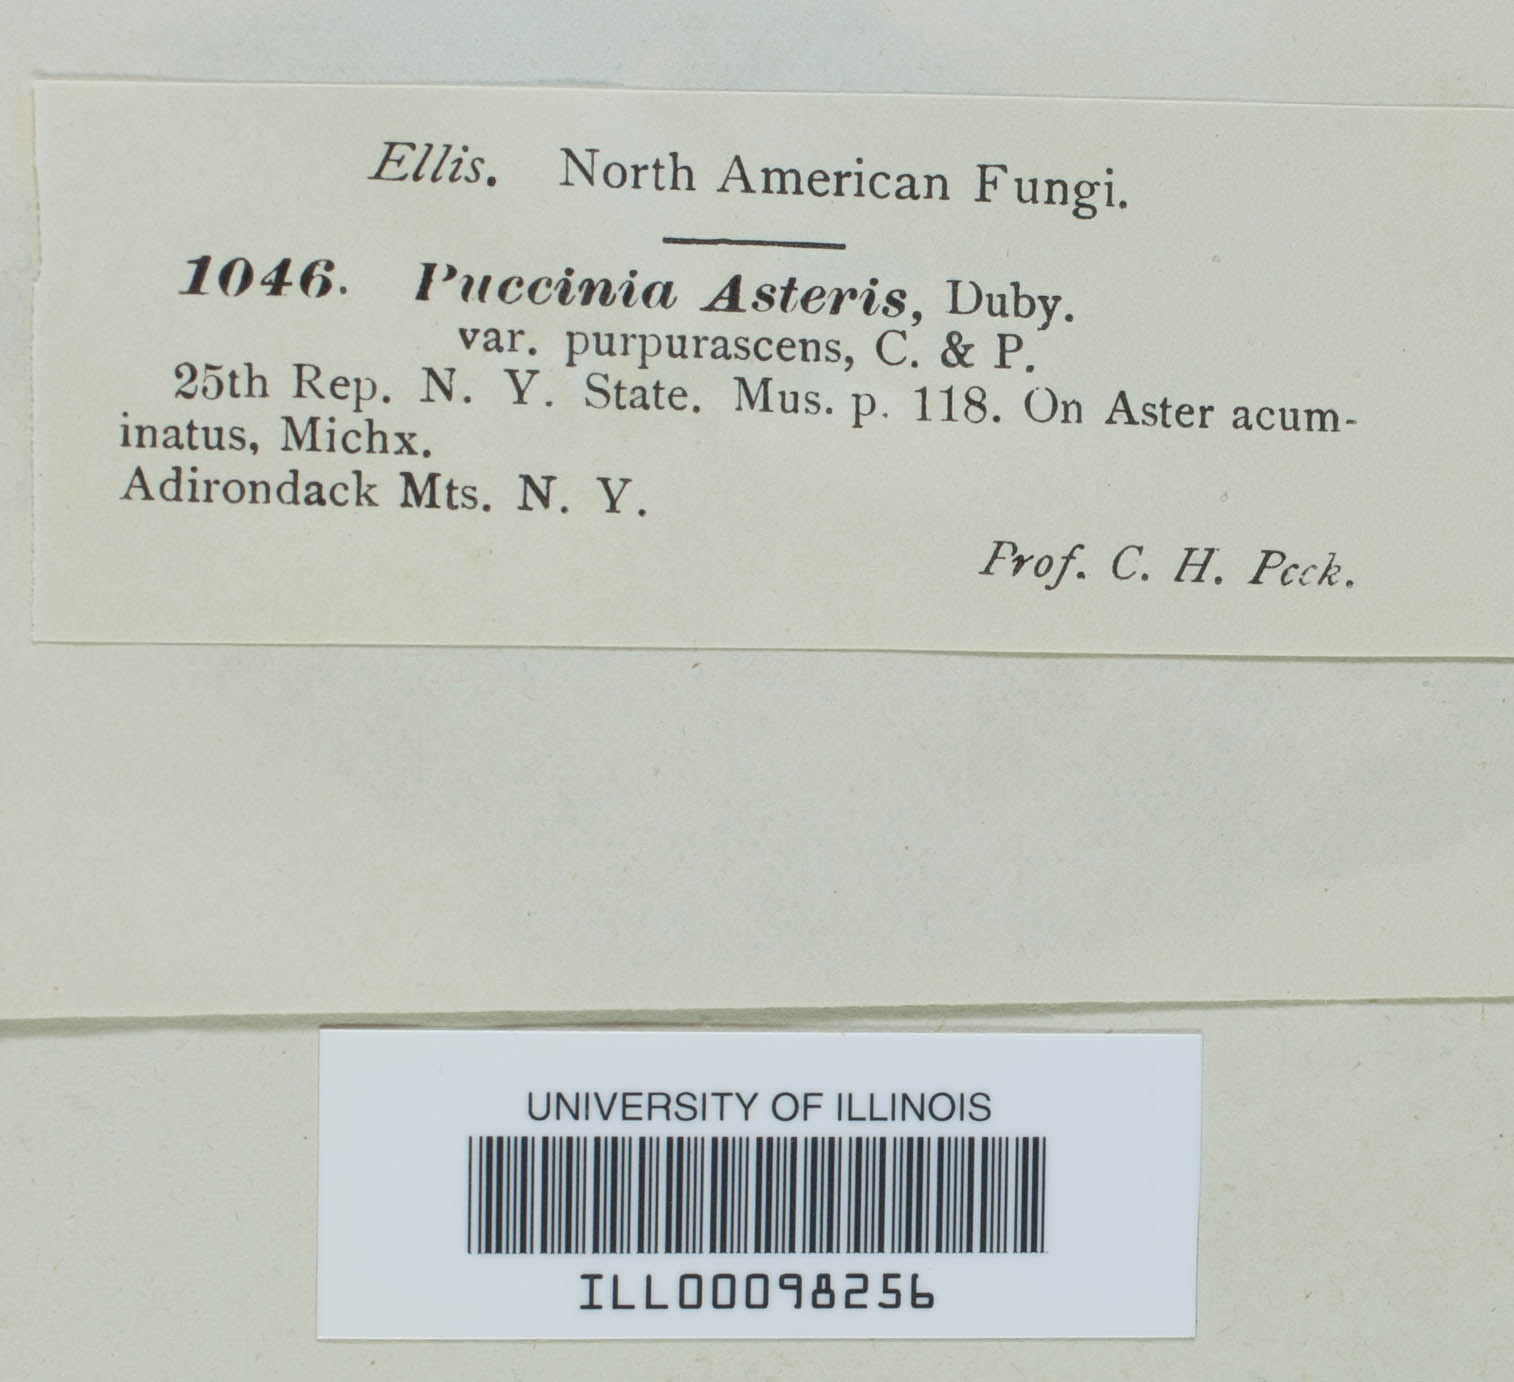 Ellis. North American Fungi.
1046. Puccinia Asteris, Duby.
var. purpurascens, C. & P.
25th Rep. N. Y. State. Mus. p. 118. On Aster acum-
inatus, Michx.
Adirondack Mts. N. Y.
Prof. C. H. Peck.
UNIVERSITY OF ILLINOIS
ILL00098256